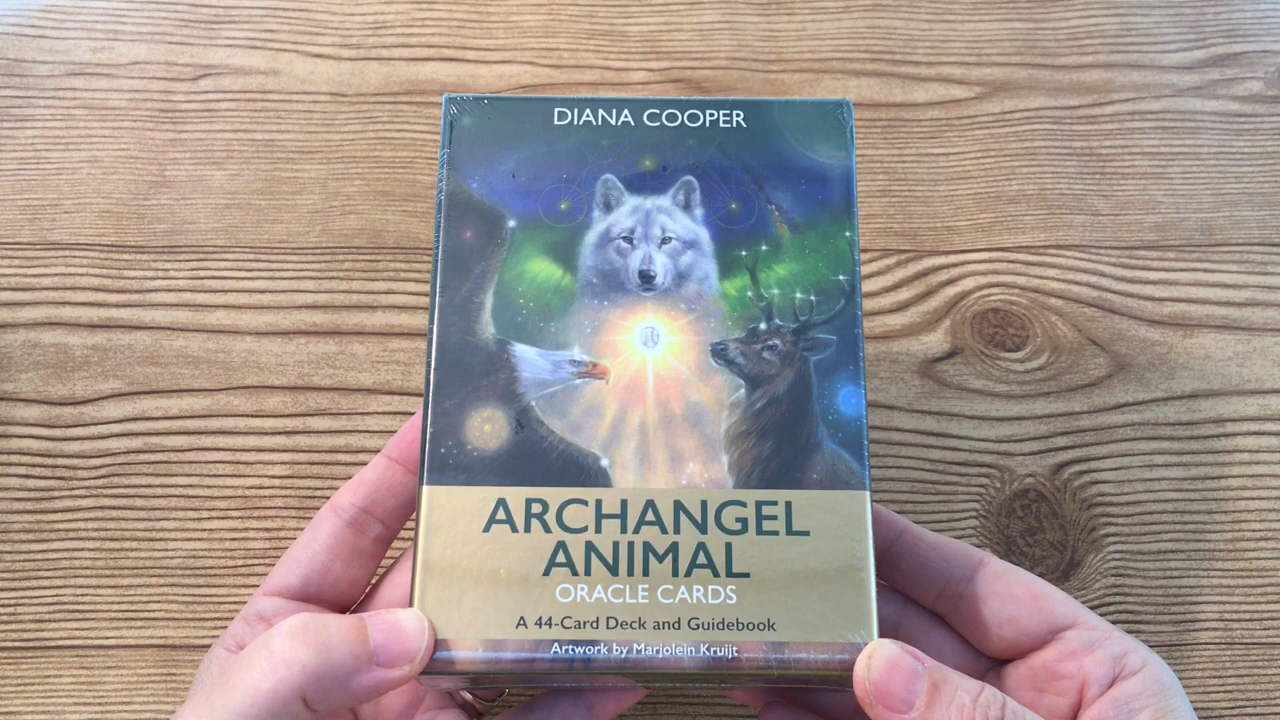 DIANA COOPER
ARCHANGEL
ANIMAL
ORACLE CARDS
A 44-Card Deck and Guidebook
Artwork by Marjolein Kruijt